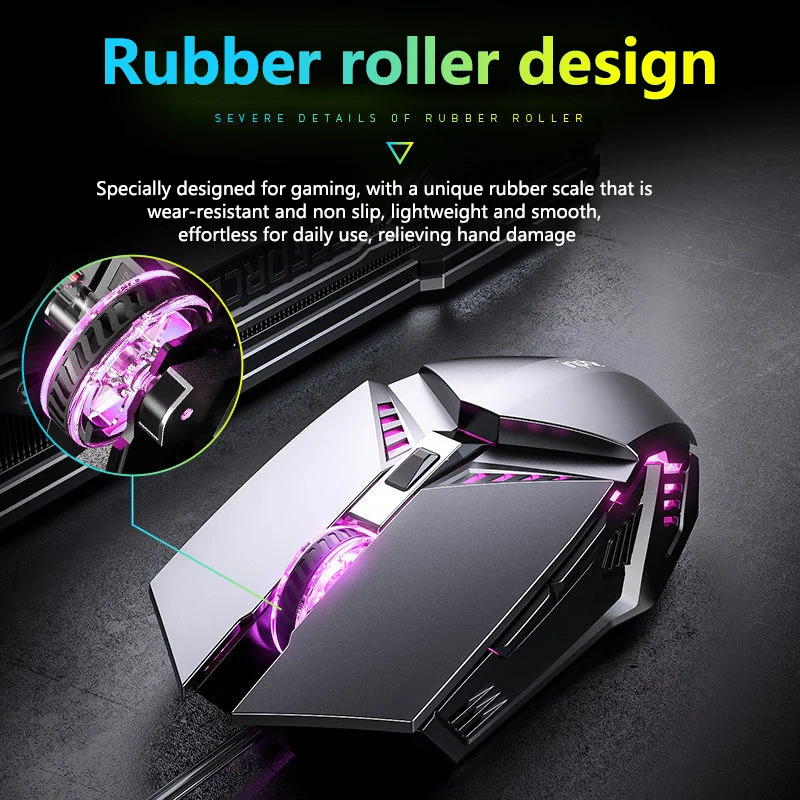 Rubber roller design
SEVERE DETAILS OF RUBBER ROLLER
Specially designed for gaming, with a unique rubber scale that is
wear-resistant and non slip, lightweight and smooth,
effortless for daily use, relieving hand damage
inphic